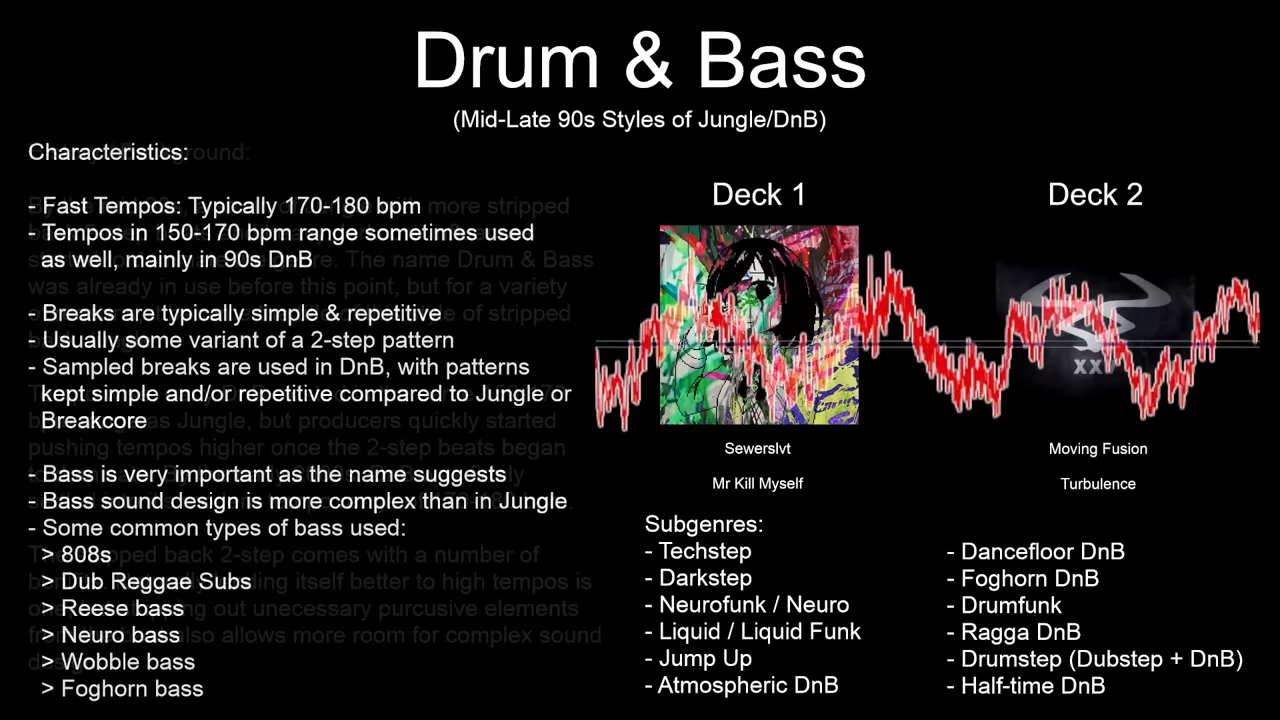 Drum & Bass
(Mid-Late 90s Styles of Jungle/DnB)
Characteristics:
- Fast Tempos: Typically 170-180 bpm
- Tempos in 150-170 bpm range sometimes used
as well, mainly in 90s DnB
- Breaks are typically simple & repetitive
- Usually some variant of a 2-step pattern
- Sampled breaks are used in DnB, with patterns
kept simple and/or repetitive compared to Jungle or
Breakcore
- Bass is very important as the name suggests
- Bass sound design is more complex than in Jungle
- Some common types of bass used:
> 808s
> Dub Reggae Subs
> Reese bass
> Neuro bass
> Wobble bass
> Foghorn bass
Deck 1
Sewerslvt
Mr Kill Myself
Deck 2
XXV
Moving Fusion
Turbulence
Subgenres:
- Techstep
- Darkstep
- Neurofunk / Neuro
- Liquid / Liquid Funk
- Jump Up
- Atmospheric DnB
- Dancefloor DnB
- Foghorn DnB
- Drumfunk
- Ragga DnB
- Drumstep (Dubstep + DnB)
- Half-time DnB